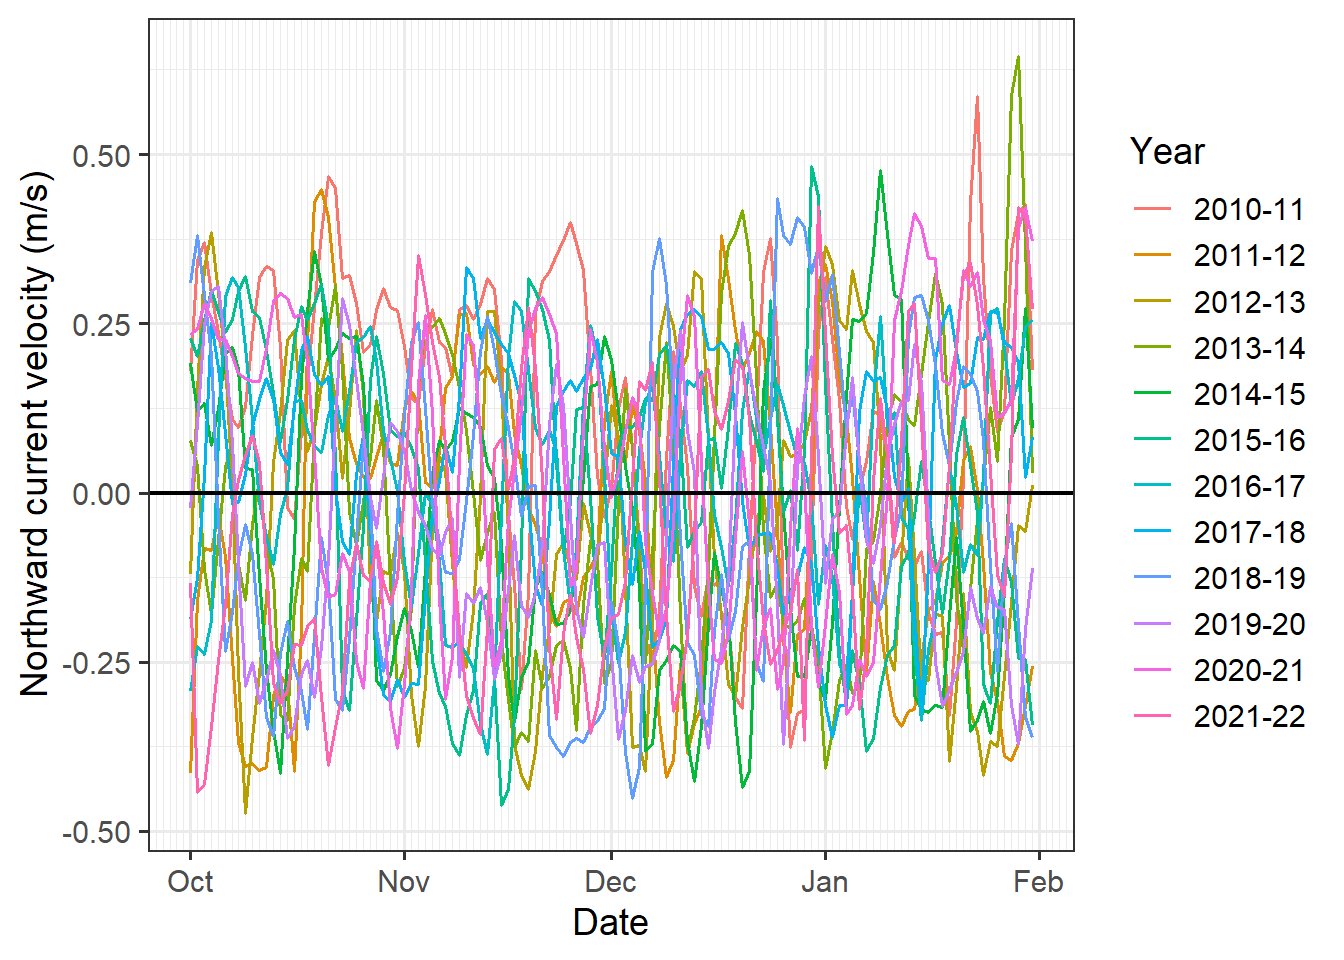 Northward current velocity (m/s)
0.50
0.25
0.00
-0.25
-0.50
Oct
Nov
Dec
Jan
Feb
Date
Year
2010-11
2011-12
2012-13
2013-14
2014-15
2015-16
2016-17
2017-18
2018-19
2019-20
2020-21
2021-22